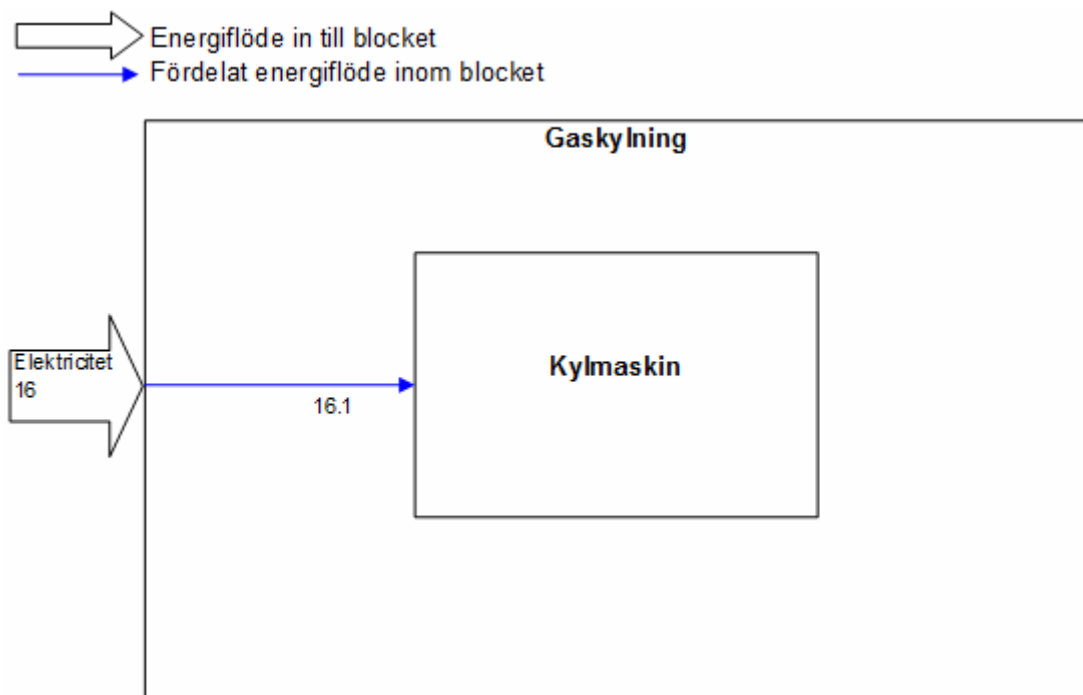 Energiflöde in till blocket
Fördelat energiflöde inom blocket
Gaskylning
Elektricitet
16
16.1
Kylmaskin